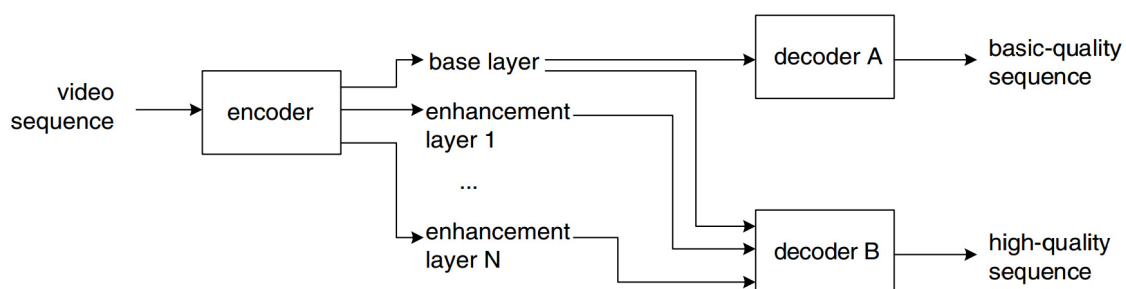 video
sequence
encoder
base layer
enhancement
layer 1
...
enhancement
layer N
decoder A
basic-quality
sequence
decoder B
high-quality
sequence